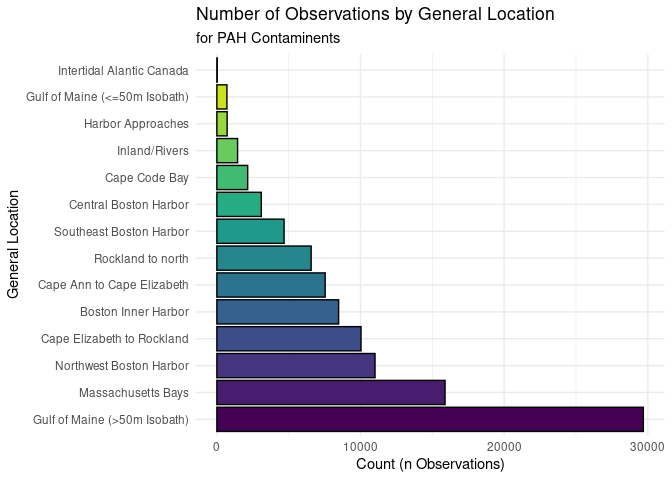 Number of Observations by General Location
for PAH Contaminents
Intertidal Alantic Canada
Gulf of Maine (<=50m Isobath)
Harbor Approaches
Inland/Rivers
Cape Code Bay
Central Boston Harbor
Southeast Boston Harbor
Rockland to north
Cape Ann to Cape Elizabeth
Boston Inner Harbor
Cape Elizabeth to Rockland
Northwest Boston Harbor
Massachusetts Bays
Gulf of Maine (>50m Isobath)
General Location
0 10000 20000 30000
Count (n Observations)